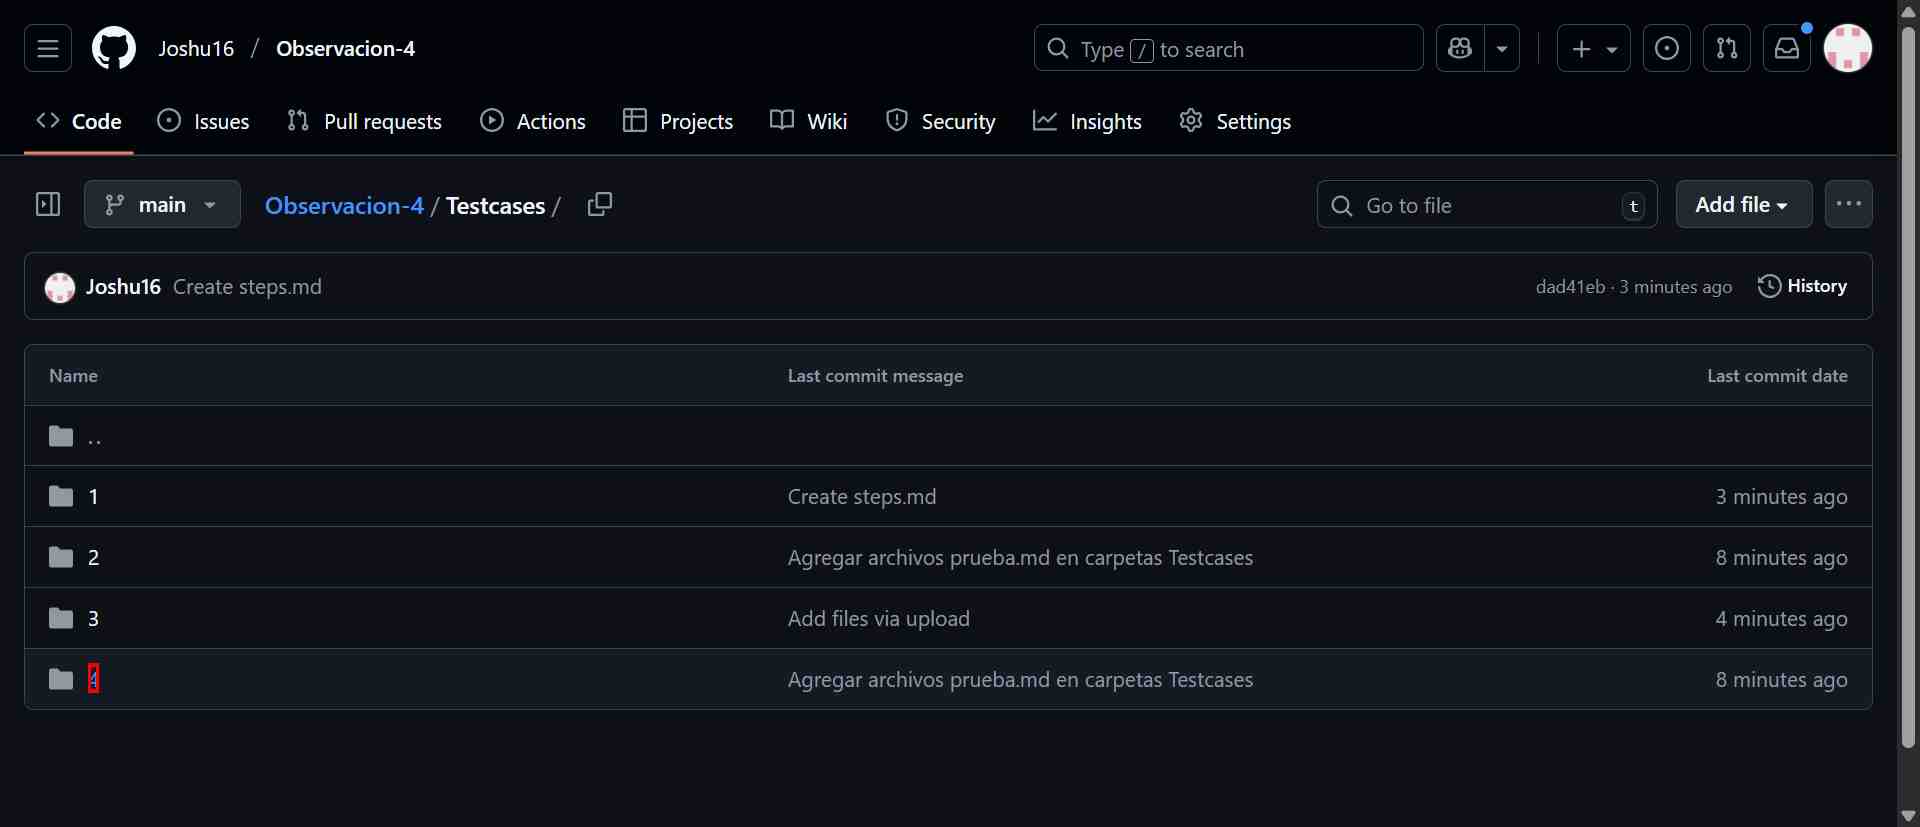 Joshu16 / Observacion-4
Type / to search
Code Issues Pull requests Actions Projects Wiki Security Insights Settings
main Observacion-4 / Testcases / Go to file t Add file
Joshu16 Create steps.md dad41eb · 3 minutes ago History
Name Last commit message Last commit date
..
1 Create steps.md 3 minutes ago
2 Agregar archivos prueba.md en carpetas Testcases 8 minutes ago
3 Add files via upload 4 minutes ago
4 Agregar archivos prueba.md en carpetas Testcases 8 minutes ago